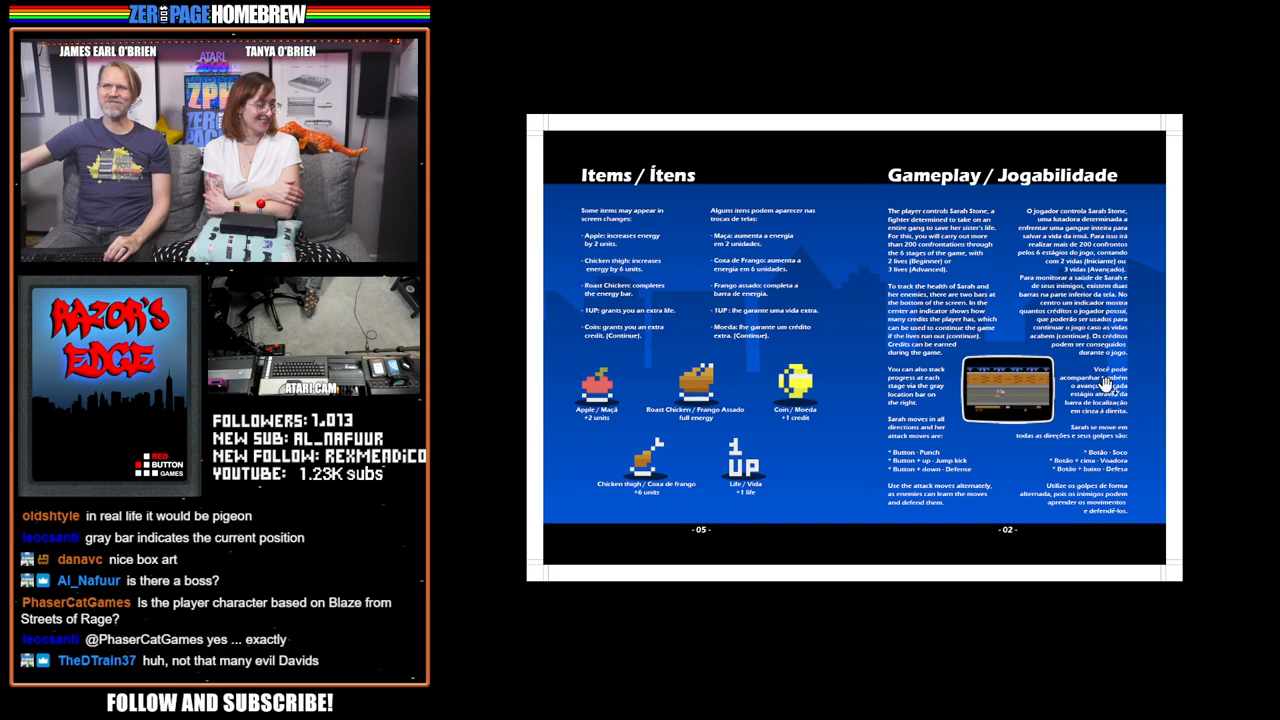 ZER PAGE HOMEBREW
JAMES EARL O'BRIEN
TANYA O'BRIEN
ATARI
ZPH
RAZOR'S
EDGE
RED
BUTTON
GAMES
ATARI CAM
FOLLOWERS: 1,013
NEW SUB: AL_NAFUUR
NEW FOLLOW: REXMENDICO
YOUTUBE: 1.23K subs
oldshtyle in real life it would be pigeon
leocsanti gray bar indicates the current position
danavc nice box art
Al_Nafuur is there a boss?
PhaserCatGames Is the player character based on Blaze from
Streets of Rage?
leocsanti @PhaserCatGames yes ... exactly
TheDTrain37 huh, not that many evil Davids
FOLLOW AND SUBSCRIBE!
Items / Ítens
Some items may appear in
screen changes:
- Apple: increases energy
by 2 units.
- Chicken thigh: increases
energy by 6 units.
- Roast Chicken: completes
the energy bar.
- 1UP: grants you an extra life.
- Coin: grants you an extra
credit. (Continue).
Alguns itens podem aparecer nas
trocas de telas:
- Maça: aumenta a energia
em 2 unidades.
- Coxa de Frango: aumenta a
energia em 6 unidades.
- Frango assado: completa a
barra de energia.
- 1UP : lhe garante uma vida extra.
- Moeda: lhe garante um crédito
extra. (Continue).
Apple / Maçã
+2 units
Roast Chicken / Frango Assado
full energy
Coin / Moeda
+1 credit
Chicken thigh / Coxa de frango
+6 units
1
UP
Life / Vida
+1 life
- 05 -
Gameplay / Jogabilidade
The player controls Sarah Stone, a
fighter determined to take on an
entire gang to save her sister's life.
For this, you will carry out more
than 200 confrontations through
the 6 stages of the game, with
2 lives (Beginner) or
3 lives (Advanced).
To track the health of Sarah and
her enemies, there are two bars at
the bottom of the screen. In the
center an indicator shows how
many credits the player has, which
can be used to continue the game
if the lives run out (continue).
Credits can be earned
during the game.
You can also track
progress at each
stage via the gray
location bar on
the right.
Sarah moves in all
directions and her
attack moves are:
* Button - Punch
* Button + up - Jump kick
* Button + down - Defense
Use the attack moves alternately,
as enemies can learn the moves
and defend them.
O jogador controla Sarah Stone,
uma lutadora determinada a
enfrentar uma gangue inteira para
salvar a vida da irmã. Para isso irá
realizar mais de 200 confrontos
pelos 6 estágios do jogo, contando
com 2 vidas (Iniciante) ou
3 vidas (Avançado).
Para monitorar a saúde de Sarah e
de seus inimigos, existem duas
barras na parte inferior da tela. No
centro um indicador mostra
quantos créditos o jogador possui,
que poderão ser usados para
continuar o jogo caso as vidas
acabem (continue). Os créditos
podem ser conseguidos
durante o jogo.
Você pode
acompanhar também
o avanço cada
estágio através da
barra de localização
em cinza à direita.
Sarah se move em
todas as direções e seus golpes são:
* Botão - Soco
* Botão + cima - Voadora
* Botão + baixo - Defesa
Utilize os golpes de forma
alternada, pois os inimigos podem
aprender os movimentos
e defendê-los.
- 02 -